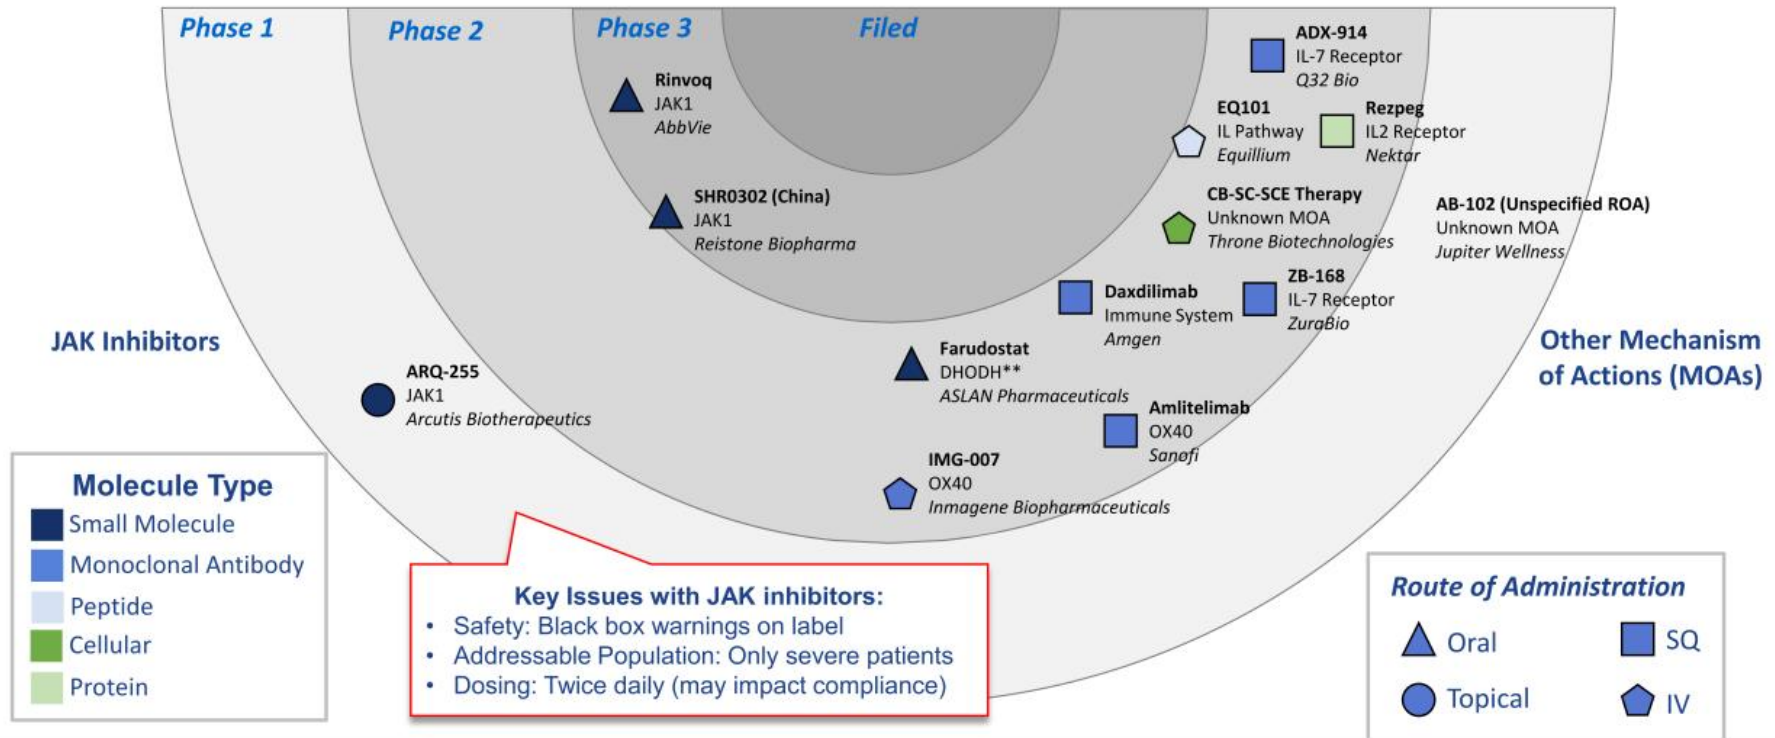 Phase 1
Phase 2
Phase 3
Filed
Rinvoq
JAK1
AbbVie
SHR0302 (China)
JAK1
Reistone Biopharma
ADX-914
IL-7 Receptor
Q32 Bio
EQ101
IL Pathway
Equillium
Rezpeg
IL2 Receptor
Nektar
CB-SC-SCE Therapy
Unknown MOA
Throne Biotechnologies
AB-102 (Unspecified ROA)
Unknown MOA
Jupiter Wellness
Daxdilimab
Immune System
Amgen
ZB-168
IL-7 Receptor
ZuraBio
JAK Inhibitors
Other Mechanism
of Actions (MOAs)
ARQ-255
JAK1
Arcutis Biotherapeutics
Farudostat
DHODH**
ASLAN Pharmaceuticals
Amlitelimab
OX40
Sanofi
IMG-007
OX40
Inmagene Biopharmaceuticals
Molecule Type
Small Molecule
Monoclonal Antibody
Peptide
Cellular
Protein
Key Issues with JAK inhibitors:
• Safety: Black box warnings on label
• Addressable Population: Only severe patients
• Dosing: Twice daily (may impact compliance)
Route of Administration
Oral
SQ
Topical
IV